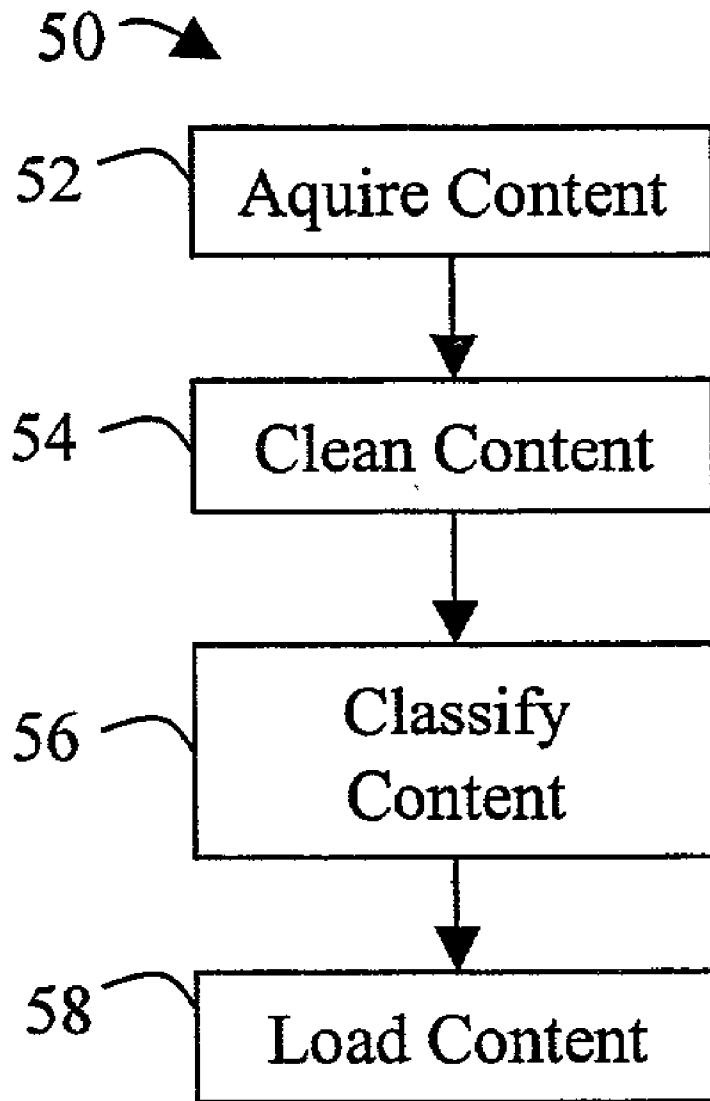 50
52
Aquire Content
54
Clean Content
56
Classify
Content
58
Load Content